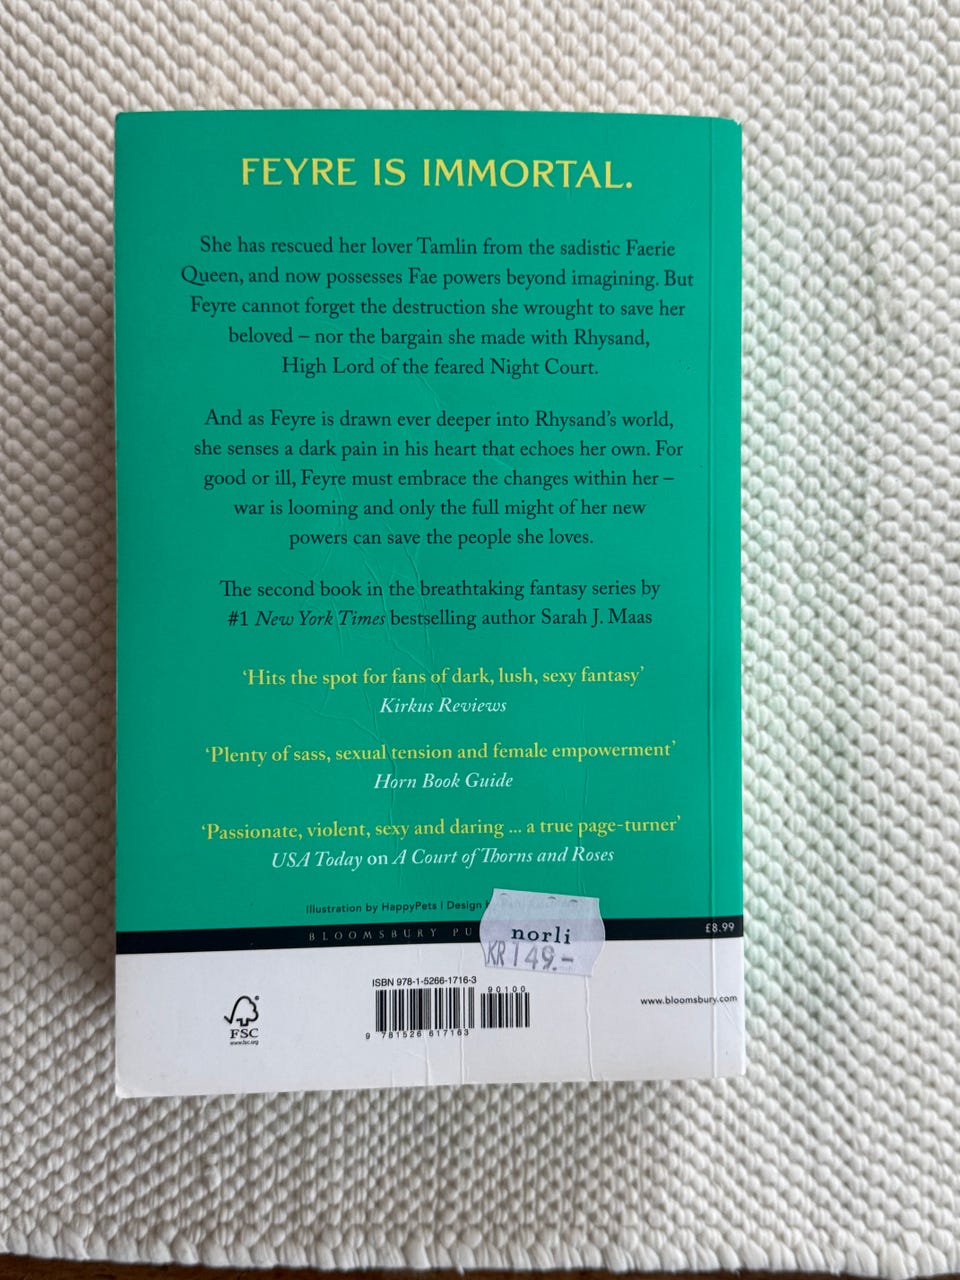 FEYRE IS IMMORTAL.
She has rescued her lover Tamlin from the sadistic Faerie
Queen, and now possesses Fae powers beyond imagining. But
Feyre cannot forget the destruction she wrought to save her
beloved – nor the bargain she made with Rhysand,
High Lord of the feared Night Court.
And as Feyre is drawn ever deeper into Rhysand's world,
she senses a dark pain in his heart that echoes her own. For
good or ill, Feyre must embrace the changes within her –
war is looming and only the full might of her new
powers can save the people she loves.
The second book in the breathtaking fantasy series by
#1 New York Times bestselling author Sarah J. Maas
‘Hits the spot for fans of dark, lush, sexy fantasy’
Kirkus Reviews
‘Plenty of sass, sexual tension and female empowerment’
Horn Book Guide
‘Passionate, violent, sexy and daring ... a true page-turner’
USA Today on A Court of Thorns and Roses
Illustration by HappyPets | Design
BLOOMSBURY PU
£8.99
norli
KR 149.-
ISBN 978-1-5266-1716-3
90100
9 781526 617163
FSC
www.fsc.org
www.bloomsbury.com